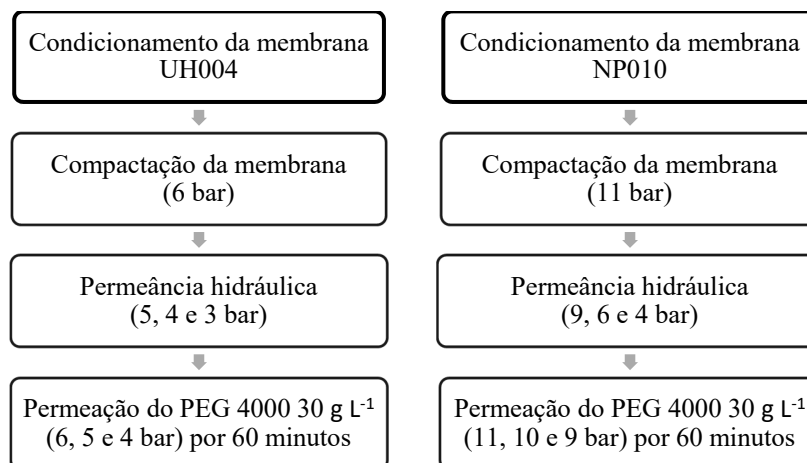 Condicionamento da membrana
UH004
Compactação da membrana
(6 bar)
Permeância hidráulica
(5, 4 e 3 bar)
Permeação do PEG 4000 30 g L⁻¹
(6, 5 e 4 bar) por 60 minutos
Condicionamento da membrana
NP010
Compactação da membrana
(11 bar)
Permeância hidráulica
(9, 6 e 4 bar)
Permeação do PEG 4000 30 g L⁻¹
(11, 10 e 9 bar) por 60 minutos